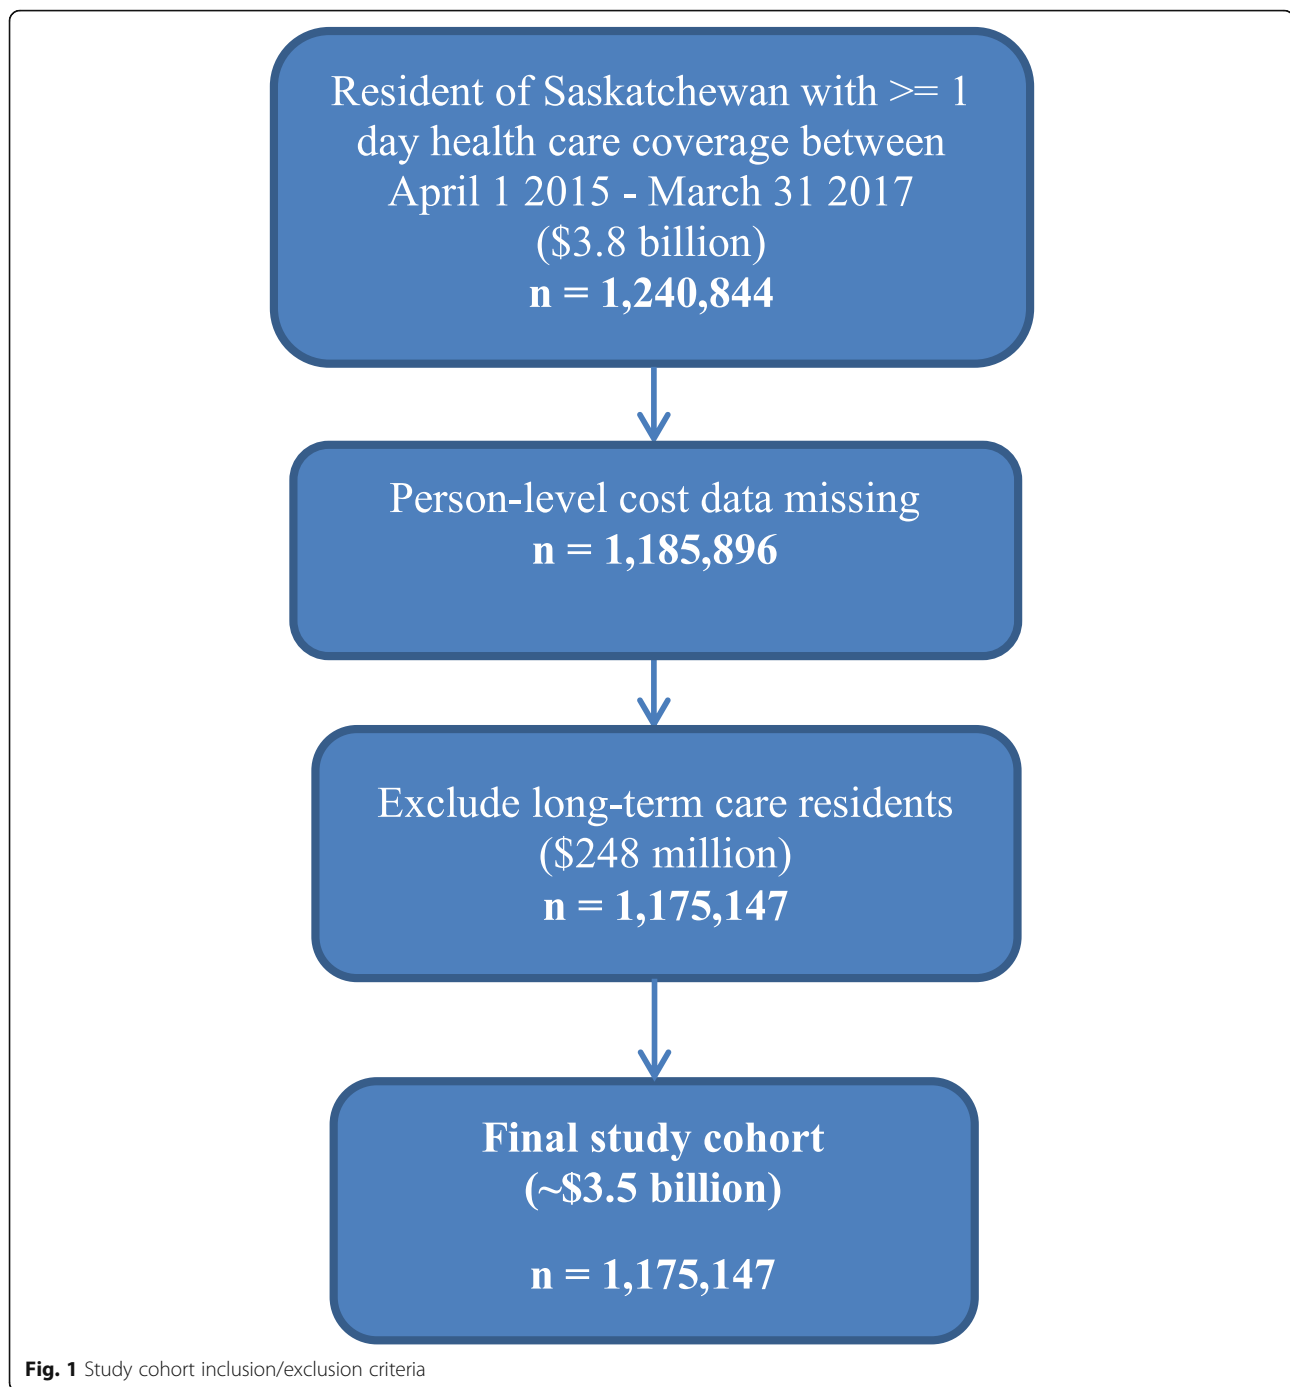 Resident of Saskatchewan with >= 1
day health care coverage between
April 1 2015 - March 31 2017
($3.8 billion)
n = 1,240,844
Person-level cost data missing
n = 1,185,896
Exclude long-term care residents
($248 million)
n = 1,175,147
Final study cohort
(~$3.5 billion)
n = 1,175,147
Fig. 1 Study cohort inclusion/exclusion criteria